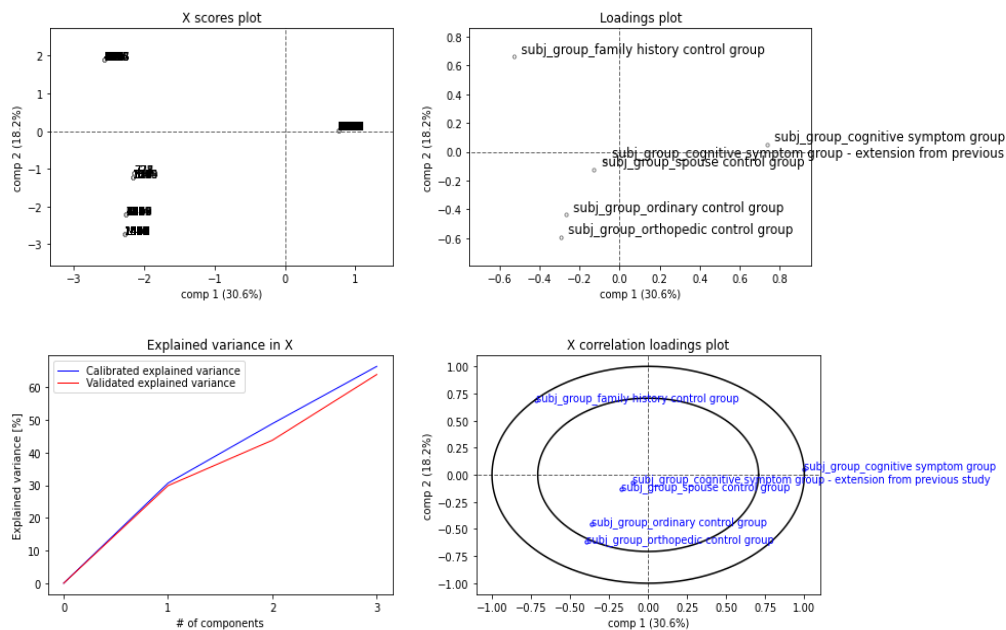 X scores plot
comp 2 (18.2%)
2
1
0
−1
−2
−3
−3
−2
−1
0
1
comp 1 (30.6%)
Loadings plot
comp 2 (18.2%)
0.8
0.6
0.4
0.2
0.0
−0.2
−0.4
−0.6
subj_group_family history control group
subj_group_cognitive symptom group
subj_group_cognitive symptom group - extension from previous
subj_group_spouse control group
subj_group_ordinary control group
subj_group_orthopedic control group
−0.6
−0.4
−0.2
0.0
0.2
0.4
0.6
0.8
comp 1 (30.6%)
Explained variance in X
Explained variance [%]
60
50
40
30
20
10
0
Calibrated explained variance
Validated explained variance
0
1
2
3
# of components
X correlation loadings plot
comp 2 (18.2%)
1.00
0.75
0.50
0.25
0.00
−0.25
−0.50
−0.75
−1.00
subj_group_family history control group
subj_group_cognitive symptom group
subj_group_cognitive symptom group - extension from previous study
subj_group_spouse control group
subj_group_ordinary control group
subj_group_orthopedic control group
−1.00
−0.75
−0.50
−0.25
0.00
0.25
0.50
0.75
1.00
comp 1 (30.6%)